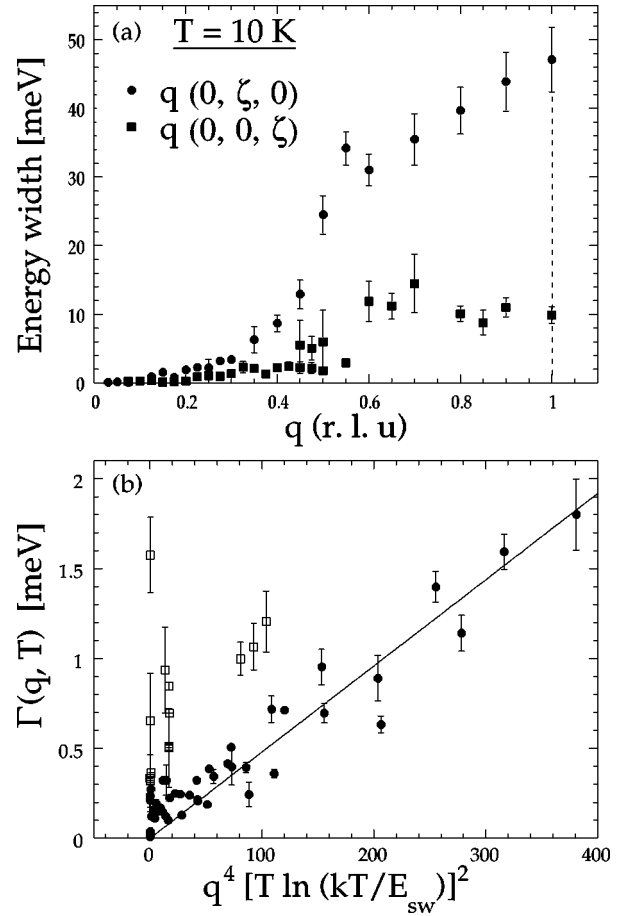 (a)
T = 10 K
q (0, ζ, 0)
q (0, 0, ζ)
Energy width [meV]
50
40
30
20
10
0
0 0.2 0.4 0.6 0.8 1
q (r. l. u)
(b)
Γ(q, T) [meV]
2
1.5
1
0.5
0
0 100 200 300 400
q⁴ [T ln (kT/E_sw)]²